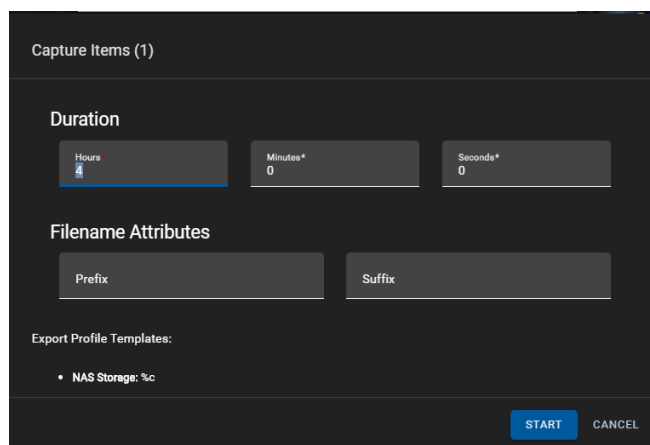 Capture Items (1)
Duration
Hours*
4
Minutes*
0
Seconds*
0
Filename Attributes
Prefix
Suffix
Export Profile Templates:
• NAS Storage: %c
START
CANCEL